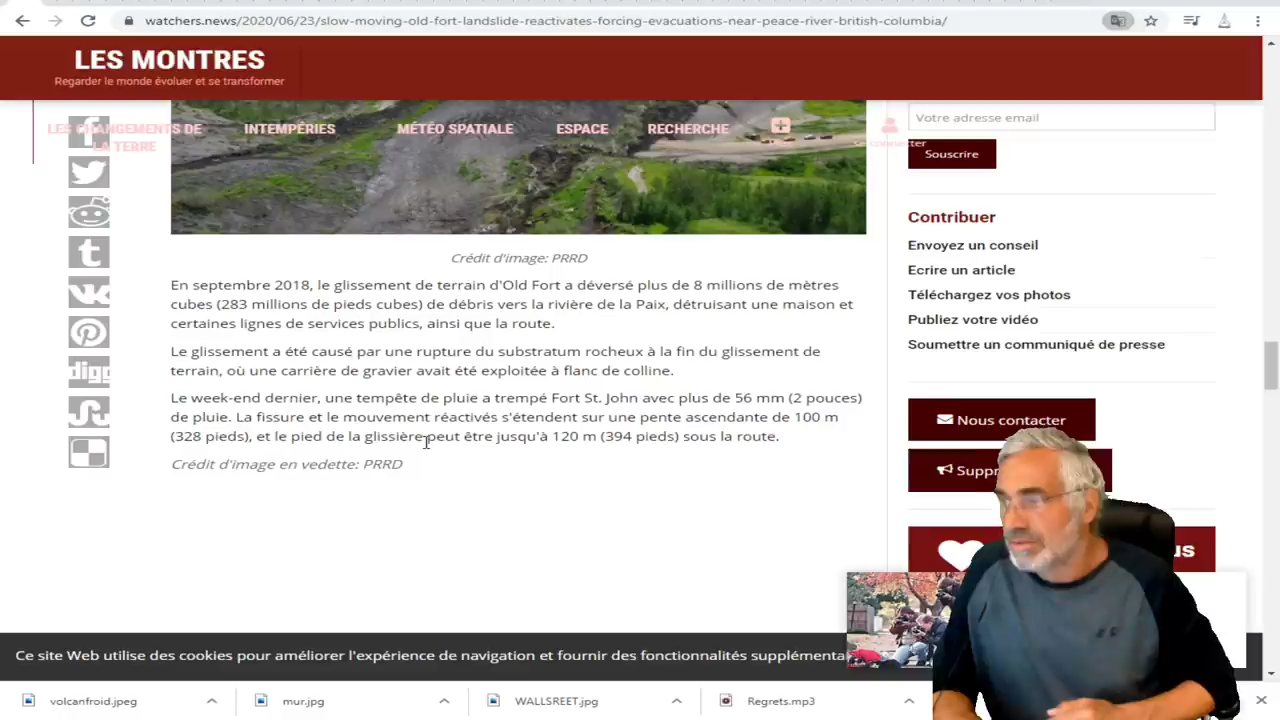 watchers.news/2020/06/23/slow-moving-old-fort-landslide-reactivates-forcing-evacuations-near-peace-river-british-columbia/
LES MONTRES
Regarder le monde évoluer et se transformer
LES CHANGEMENTS DE LA TERRE
INTEMPÉRIES
MÉTÉO SPATIALE
ESPACE
RECHERCHE
Votre adresse email
Souscrire
Crédit d'image: PRRD
En septembre 2018, le glissement de terrain d'Old Fort a déversé plus de 8 millions de mètres
cubes (283 millions de pieds cubes) de débris vers la rivière de la Paix, détruisant une maison et
certaines lignes de services publics, ainsi que la route.
Le glissement a été causé par une rupture du substratum rocheux à la fin du glissement de
terrain, où une carrière de gravier avait été exploitée à flanc de colline.
Le week-end dernier, une tempête de pluie a trempé Fort St. John avec plus de 56 mm (2 pouces)
de pluie. La fissure et le mouvement réactivés s'étendent sur une pente ascendante de 100 m
(328 pieds), et le pied de la glissière peut être jusqu'à 120 m (394 pieds) sous la route.
Crédit d'image en vedette: PRRD
Contribuer
Envoyez un conseil
Ecrire un article
Téléchargez vos photos
Publiez votre vidéo
Soumettre un communiqué de presse
Nous contacter
digg
Ce site Web utilise des cookies pour améliorer l'expérience de navigation et fournir des fonctionnalités
volcanfroid.jpeg
mur.jpg
WALLSREET.jpg
Regrets.mp3